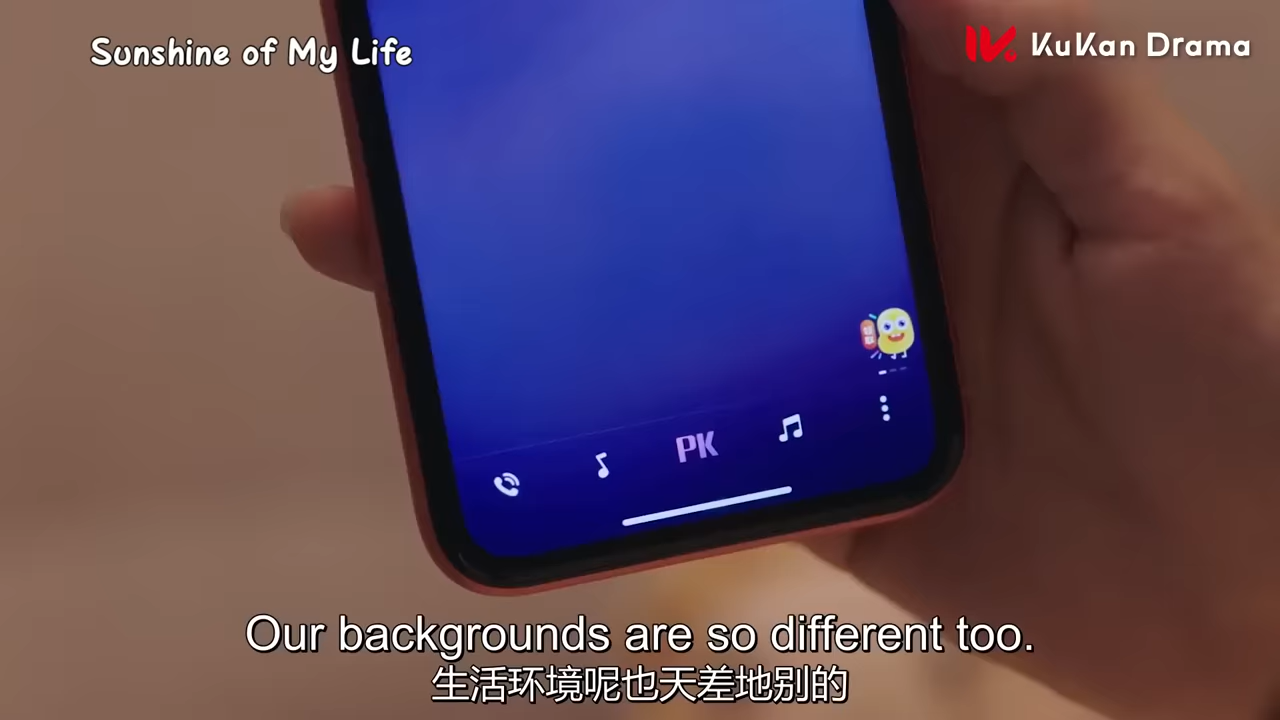 Sunshine of My Life
KuKan Drama
PK
Our backgrounds are so different too.
生活环境呢也天差地别的